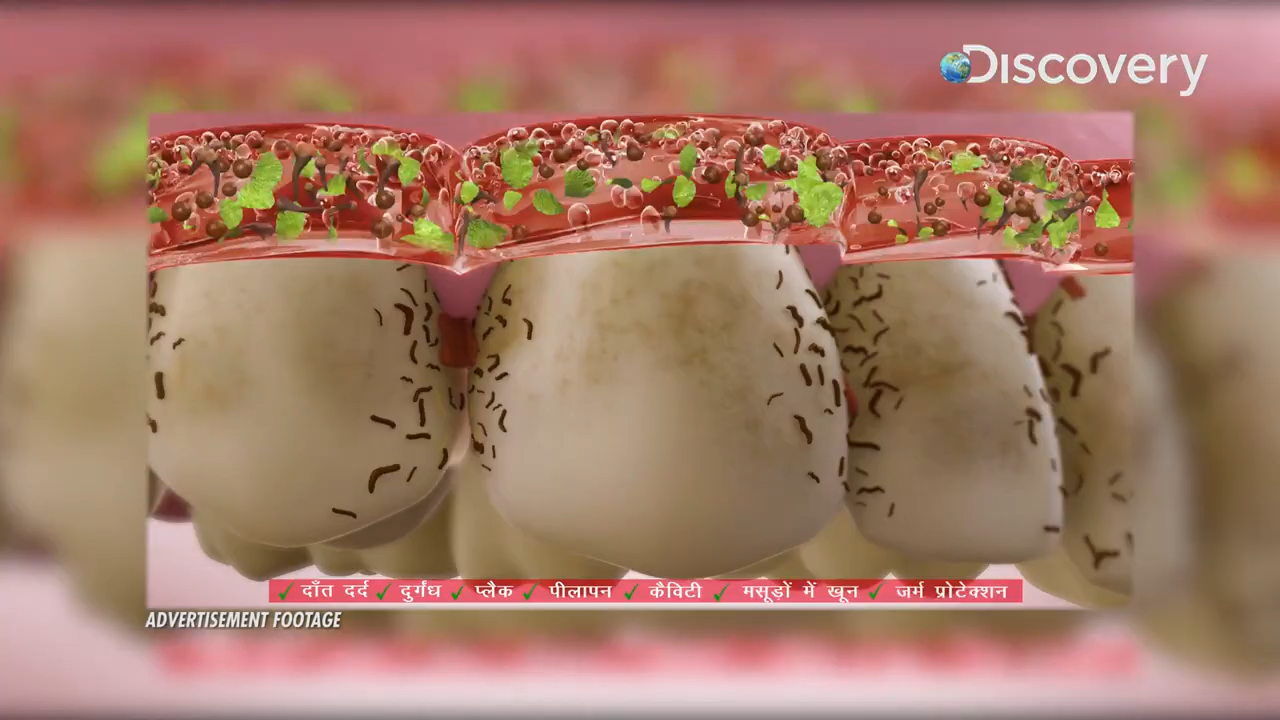 Discovery
✓ दाँत दर्द ✓ दुर्गंध ✓ प्लैक ✓ पीलापन ✓ कैविटी ✓ मसूड़ों में खून ✓ जर्म प्रोटेक्शन
ADVERTISEMENT FOOTAGE